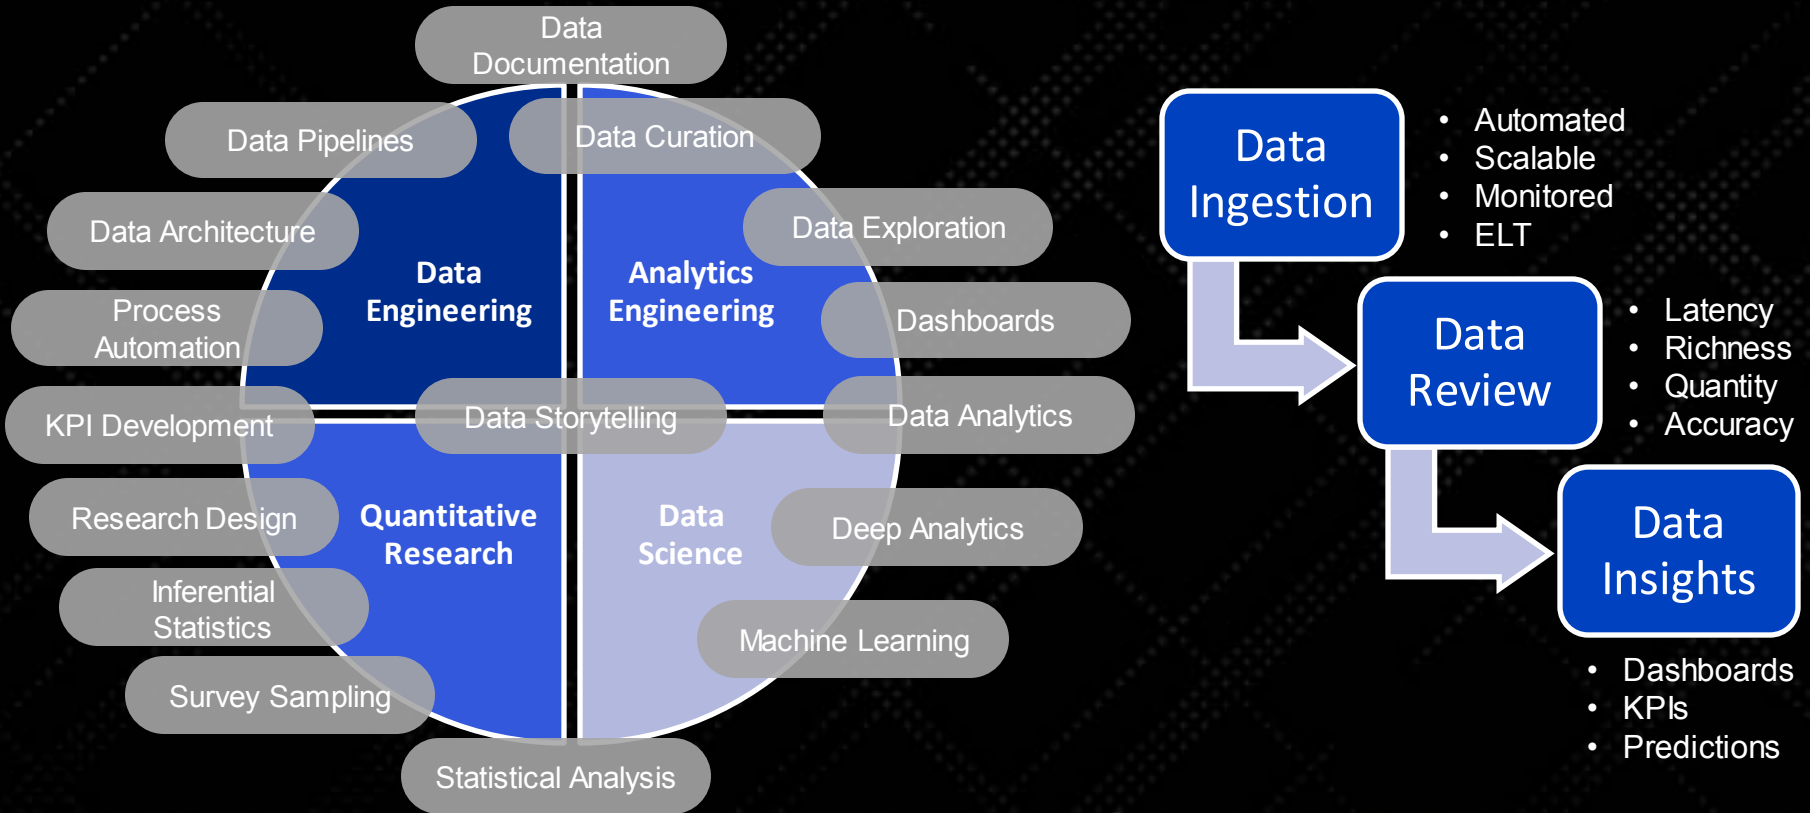 Data
Documentation
Data Pipelines
Data Curation
Data Architecture
Data Exploration
Data
Engineering
Analytics
Engineering
Process
Automation
Dashboards
KPI Development
Data Storytelling
Data Analytics
Research Design
Quantitative
Research
Data
Science
Deep Analytics
Inferential
Statistics
Machine Learning
Survey Sampling
Statistical Analysis
Data
Ingestion
• Automated
• Scalable
• Monitored
• ELT
Data
Review
• Latency
• Richness
• Quantity
• Accuracy
Data
Insights
• Dashboards
• KPIs
• Predictions